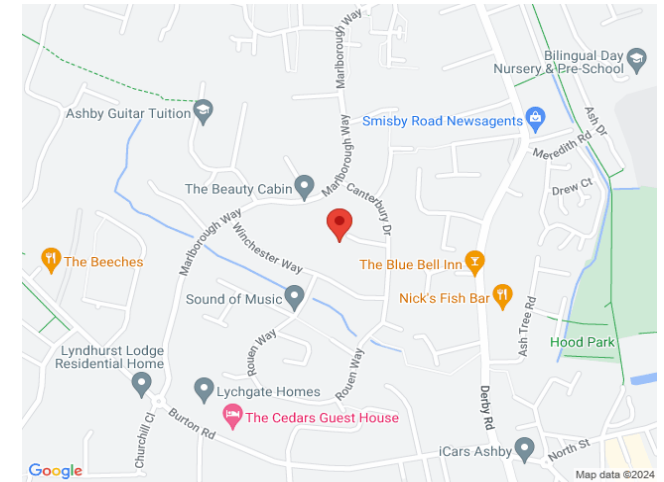 Marlborough Way
Bilingual Day
Nursery & Pre-School
Ashby Guitar Tuition
Smisby Road Newsagents
Ash Dr
Meredith Rd
Marlborough Way
The Beauty Cabin
Canterbury Dr
Drew Ct
Marlborough Way
Winchester Way
The Beeches
The Blue Bell Inn
Sound of Music
Nick's Fish Bar
Ash Tree Rd
Hood Park
Lyndhurst Lodge
Residential Home
Rouen Way
Rouen Way
Lychgate Homes
Derby Rd
The Cedars Guest House
Burton Rd
Churchill Cl
iCars Ashby
North St
Google
Map data ©2024